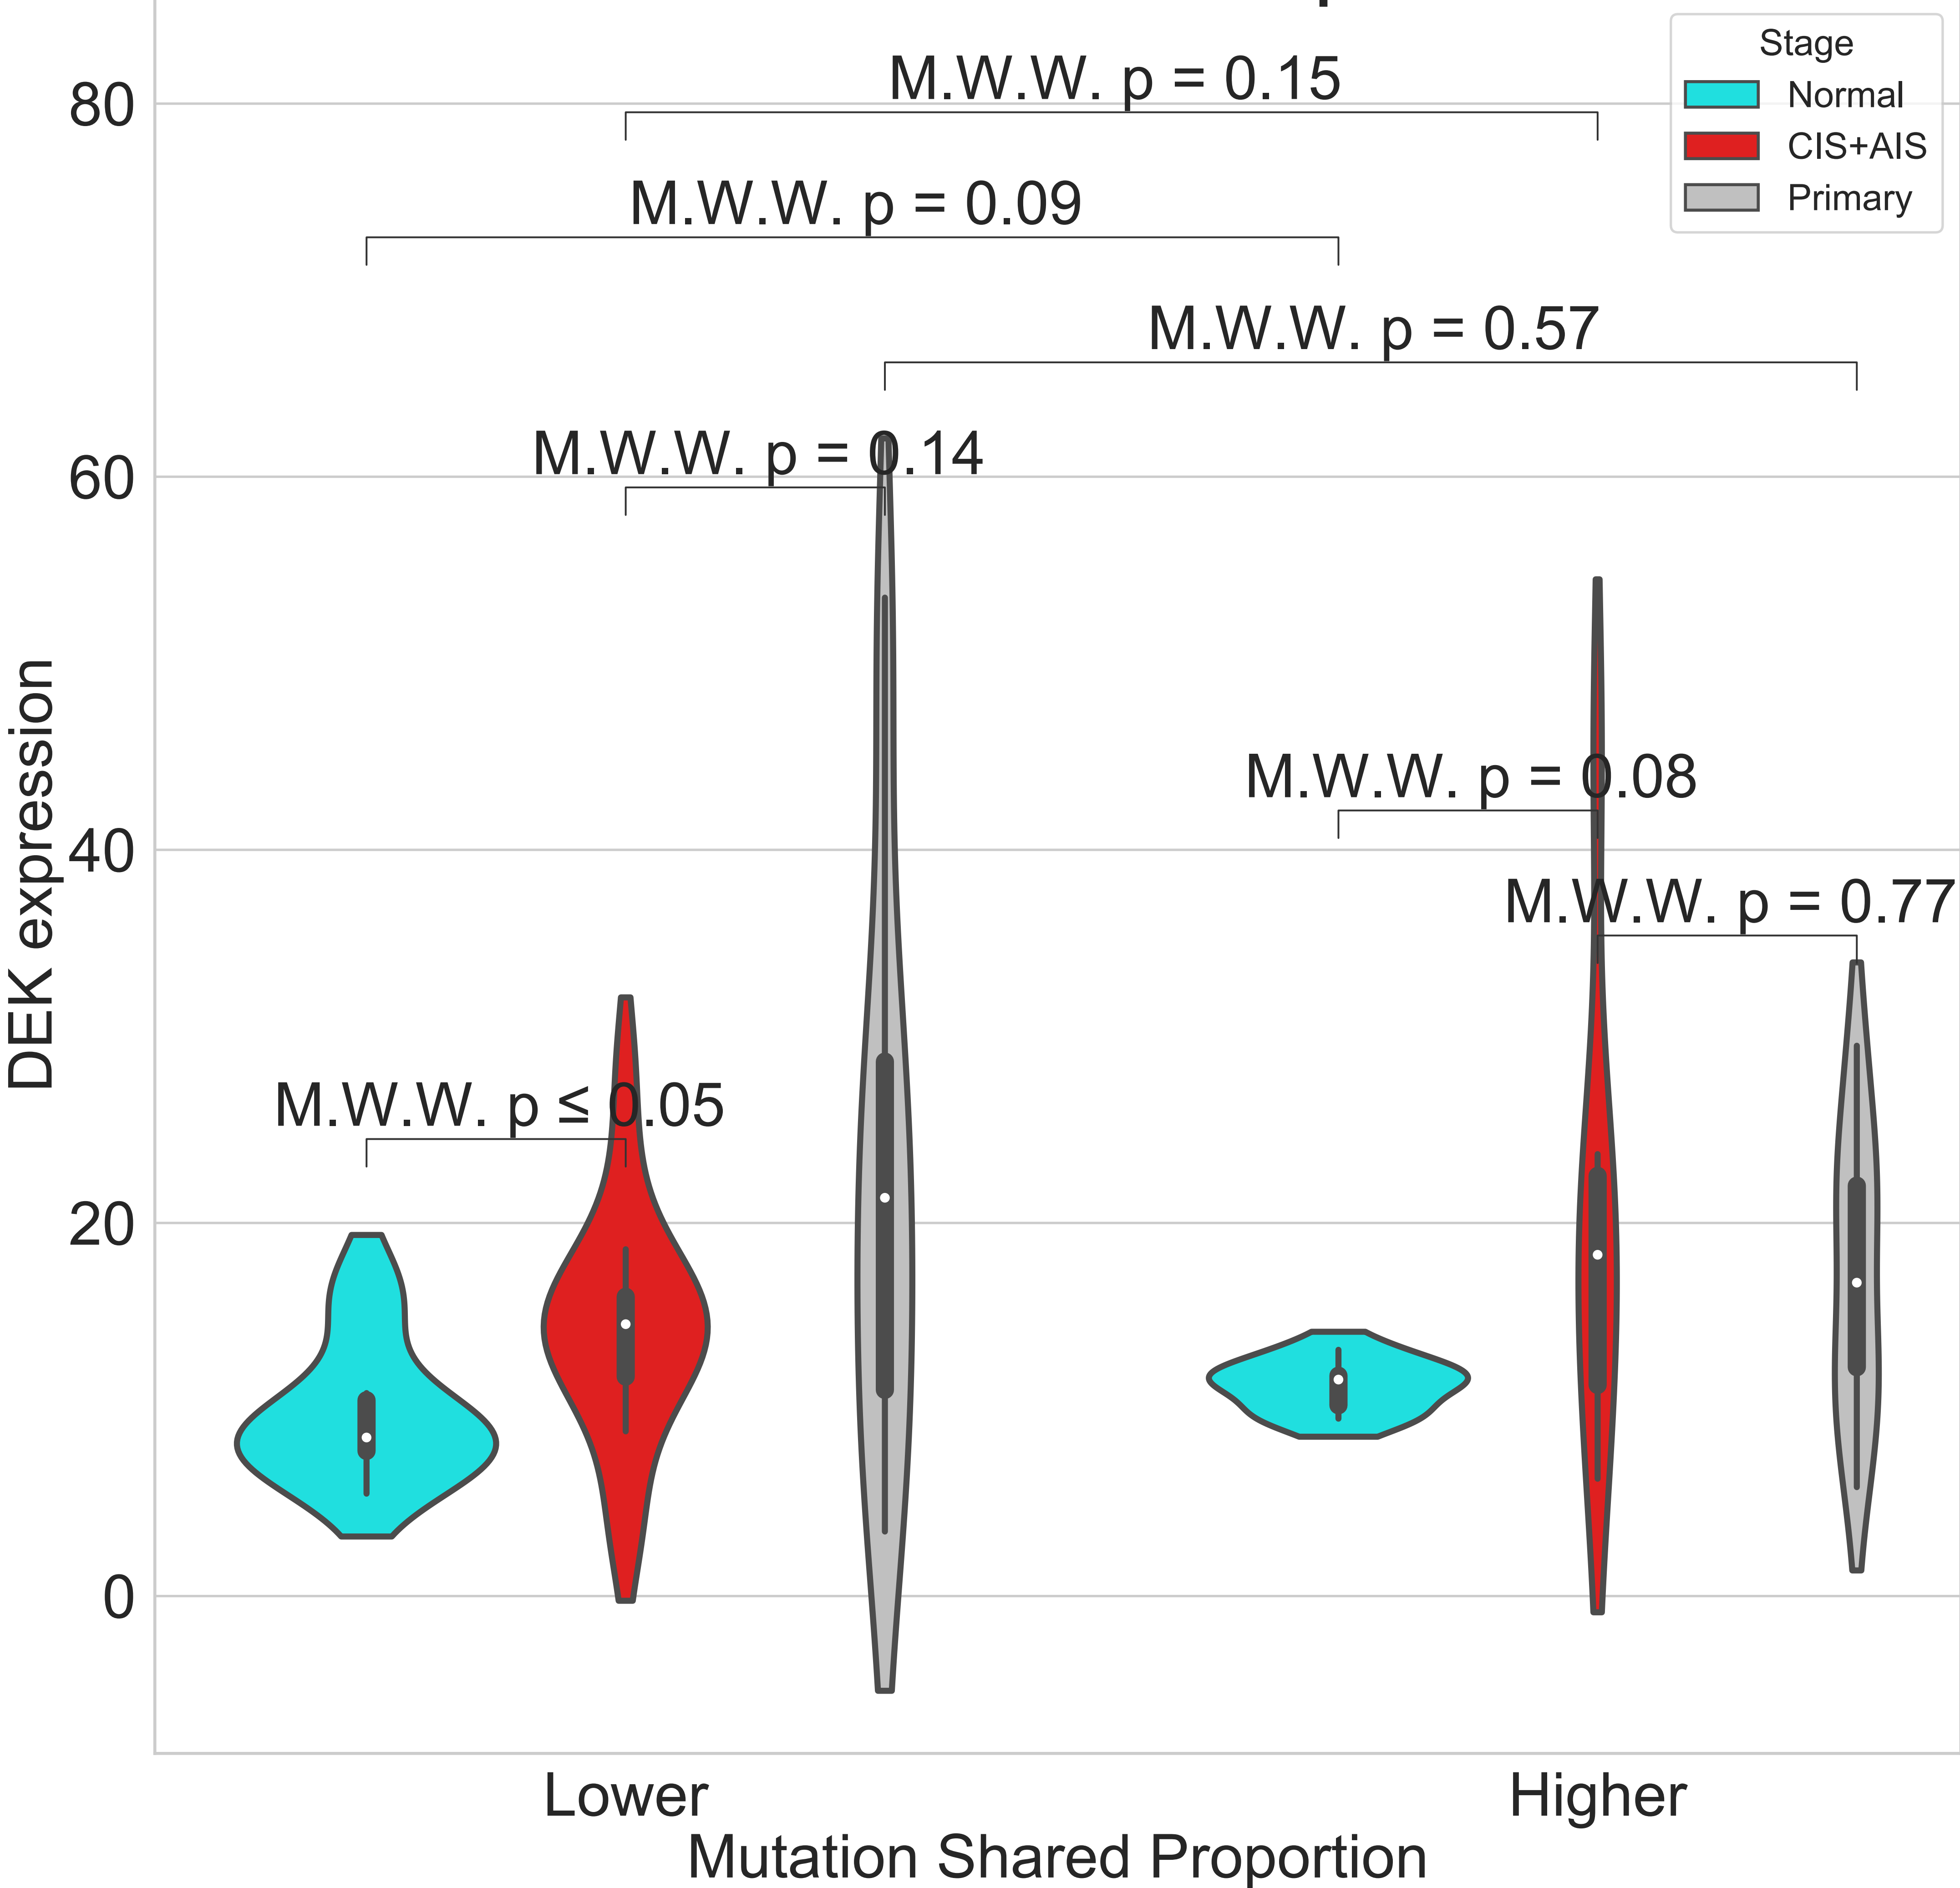 M.W.W. p = 0.15
M.W.W. p = 0.09
M.W.W. p = 0.57
M.W.W. p = 0.14
M.W.W. p = 0.08
M.W.W. p = 0.77
M.W.W. p ≤ 0.05
Stage
Normal
CIS+AIS
Primary
80
60
40
20
0
DEK expression
Lower
Higher
Mutation Shared Proportion